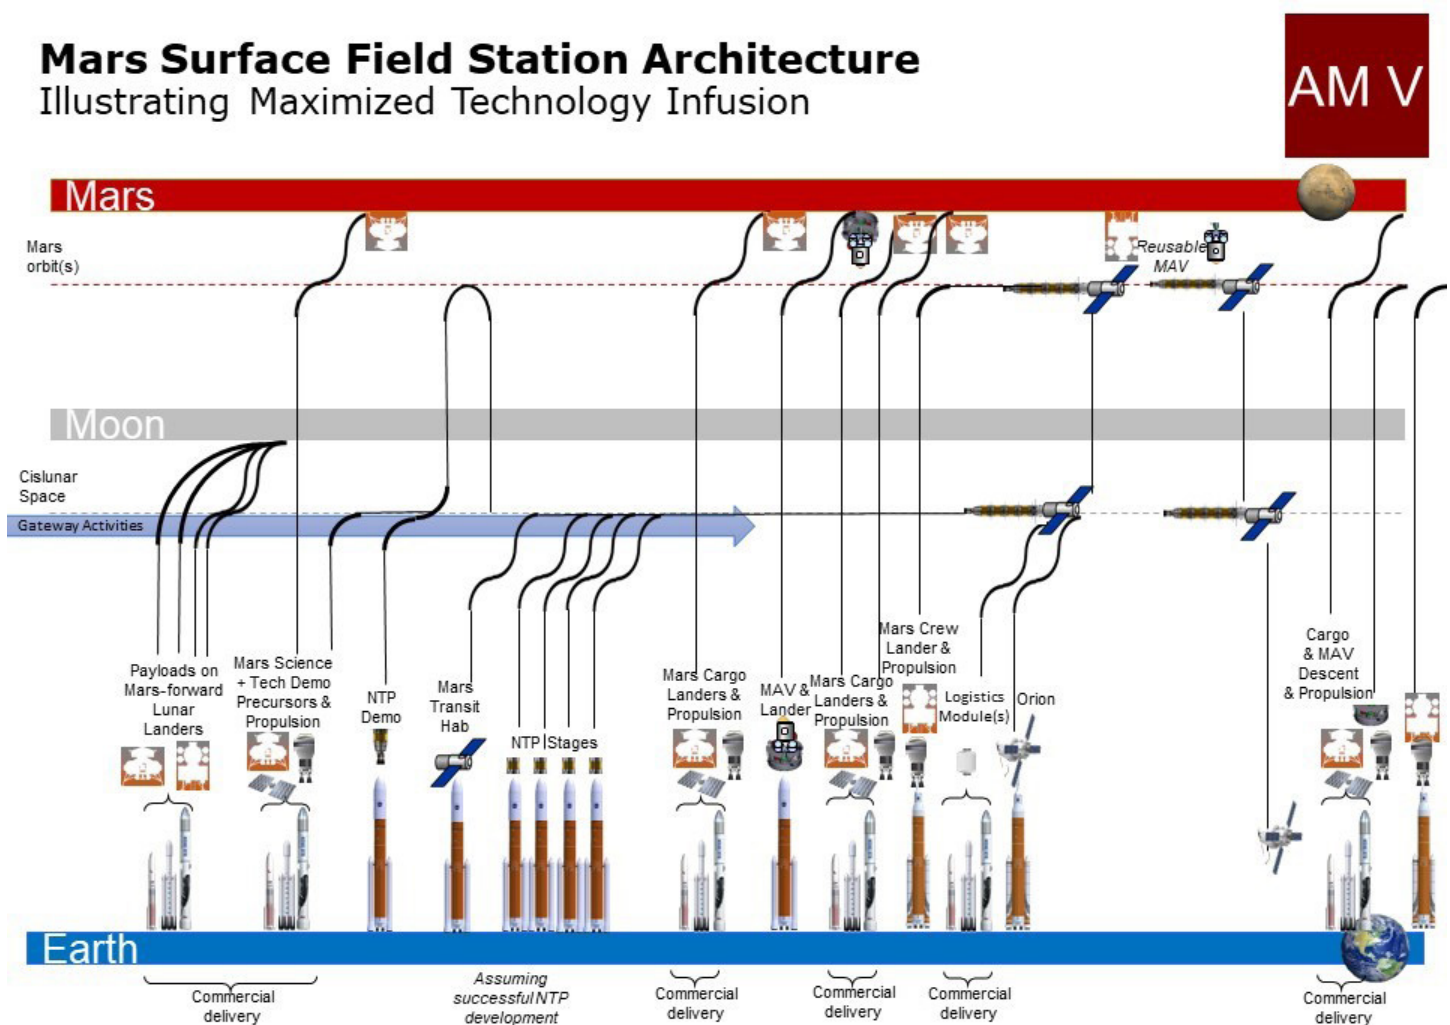 Mars Surface Field Station Architecture
Illustrating Maximized Technology Infusion
AM V
Mars
Mars
orbit(s)
Reusable
MAV
Moon
Cislunar
Space
Gateway Activities
Payloads on
Mars-forward
Lunar
Landers
Mars Science
+ Tech Demo
Precursors &
Propulsion
NTP
Demo
Mars
Transit
Hab
NTP Stages
Mars Cargo
Landers &
Propulsion
MAV &
Lander
Mars Cargo
Landers &
Propulsion
Mars Crew
Lander &
Propulsion
Logistics
Module(s)
Orion
Cargo
& MAV
Descent
& Propulsion
Earth
Commercial
delivery
Assuming
successful NTP
development
Commercial
delivery
Commercial
delivery
Commercial
delivery
Commercial
delivery